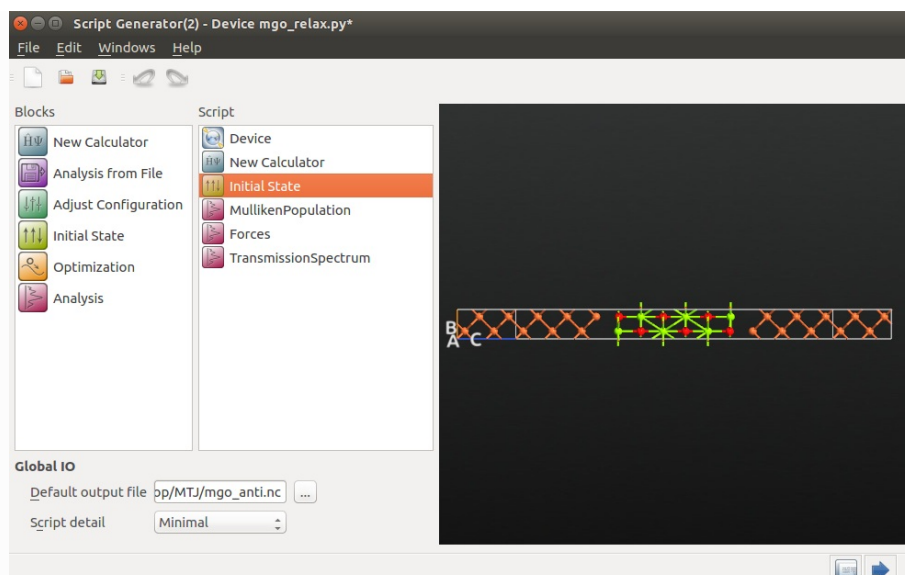 Script Generator(2) - Device mgo_relax.py*
File Edit Windows Help
Blocks
New Calculator
Analysis from File
Adjust Configuration
Initial State
Optimization
Analysis
Script
Device
New Calculator
Initial State
MullikenPopulation
Forces
TransmissionSpectrum
B
A C
Global IO
Default output file op/MTJ/mgo_anti.nc ...
Script detail Minimal